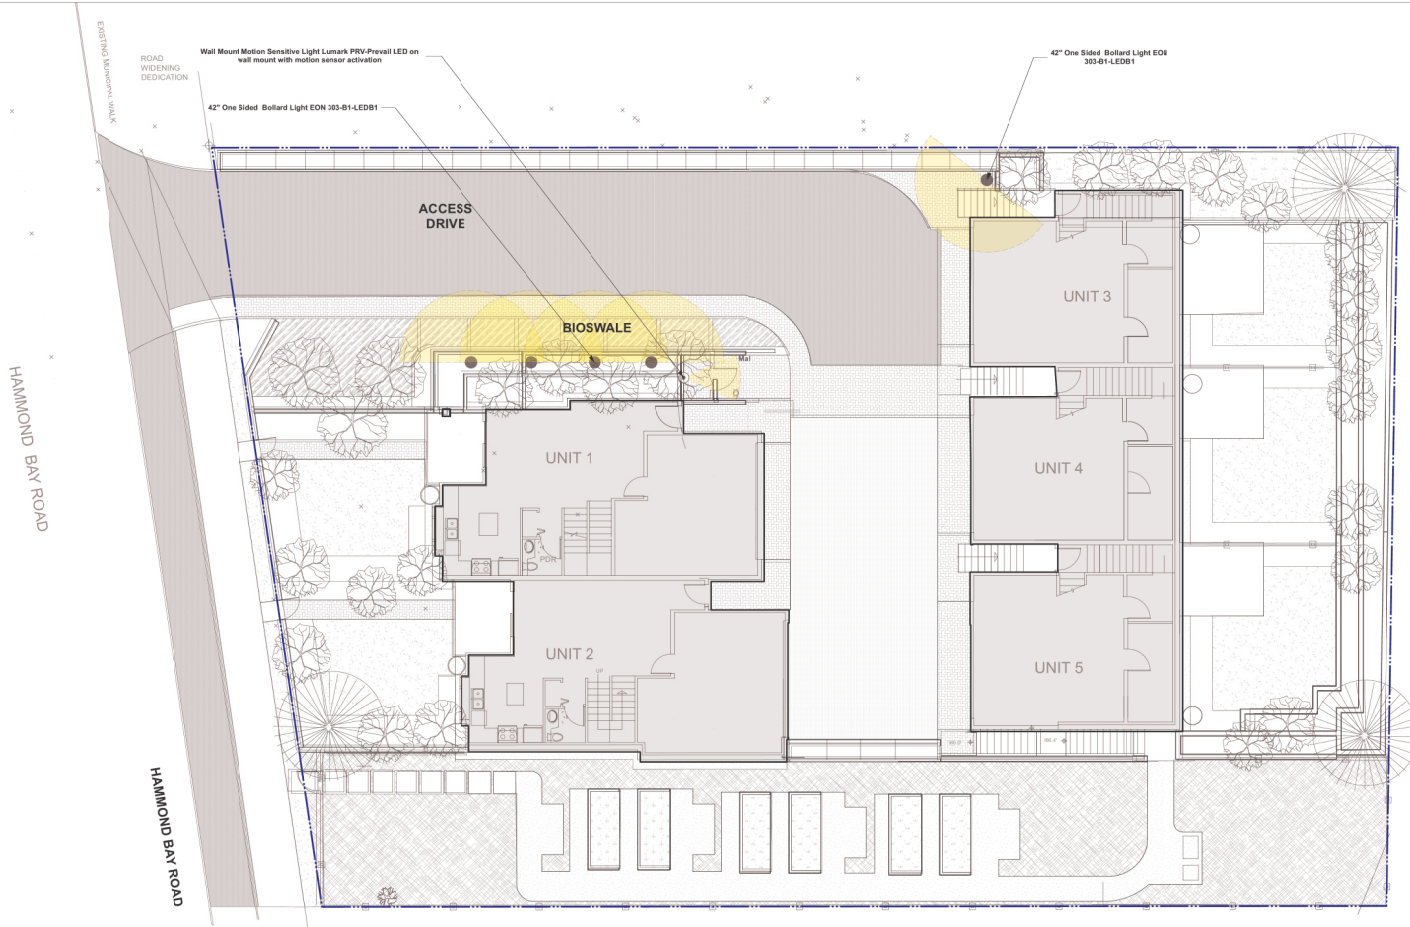 EXISTING MUNICIPAL WALK
ROAD
WIDENING
DEDICATION
Wall Mount Motion Sensitive Light Lumark PRV-Prevail LED on
wall mount with motion sensor activation
42" One Sided Bollard Light EON 303-B1-LEDB1
42" One Sided Bollard Light EON
303-B1-LEDB1
ACCESS
DRIVE
UNIT 3
BIOSWALE
Mai
HAMMOND BAY ROAD
UNIT 1
UNIT 4
PDR
UNIT 2
UNIT 5
UP
HAMMOND BAY ROAD